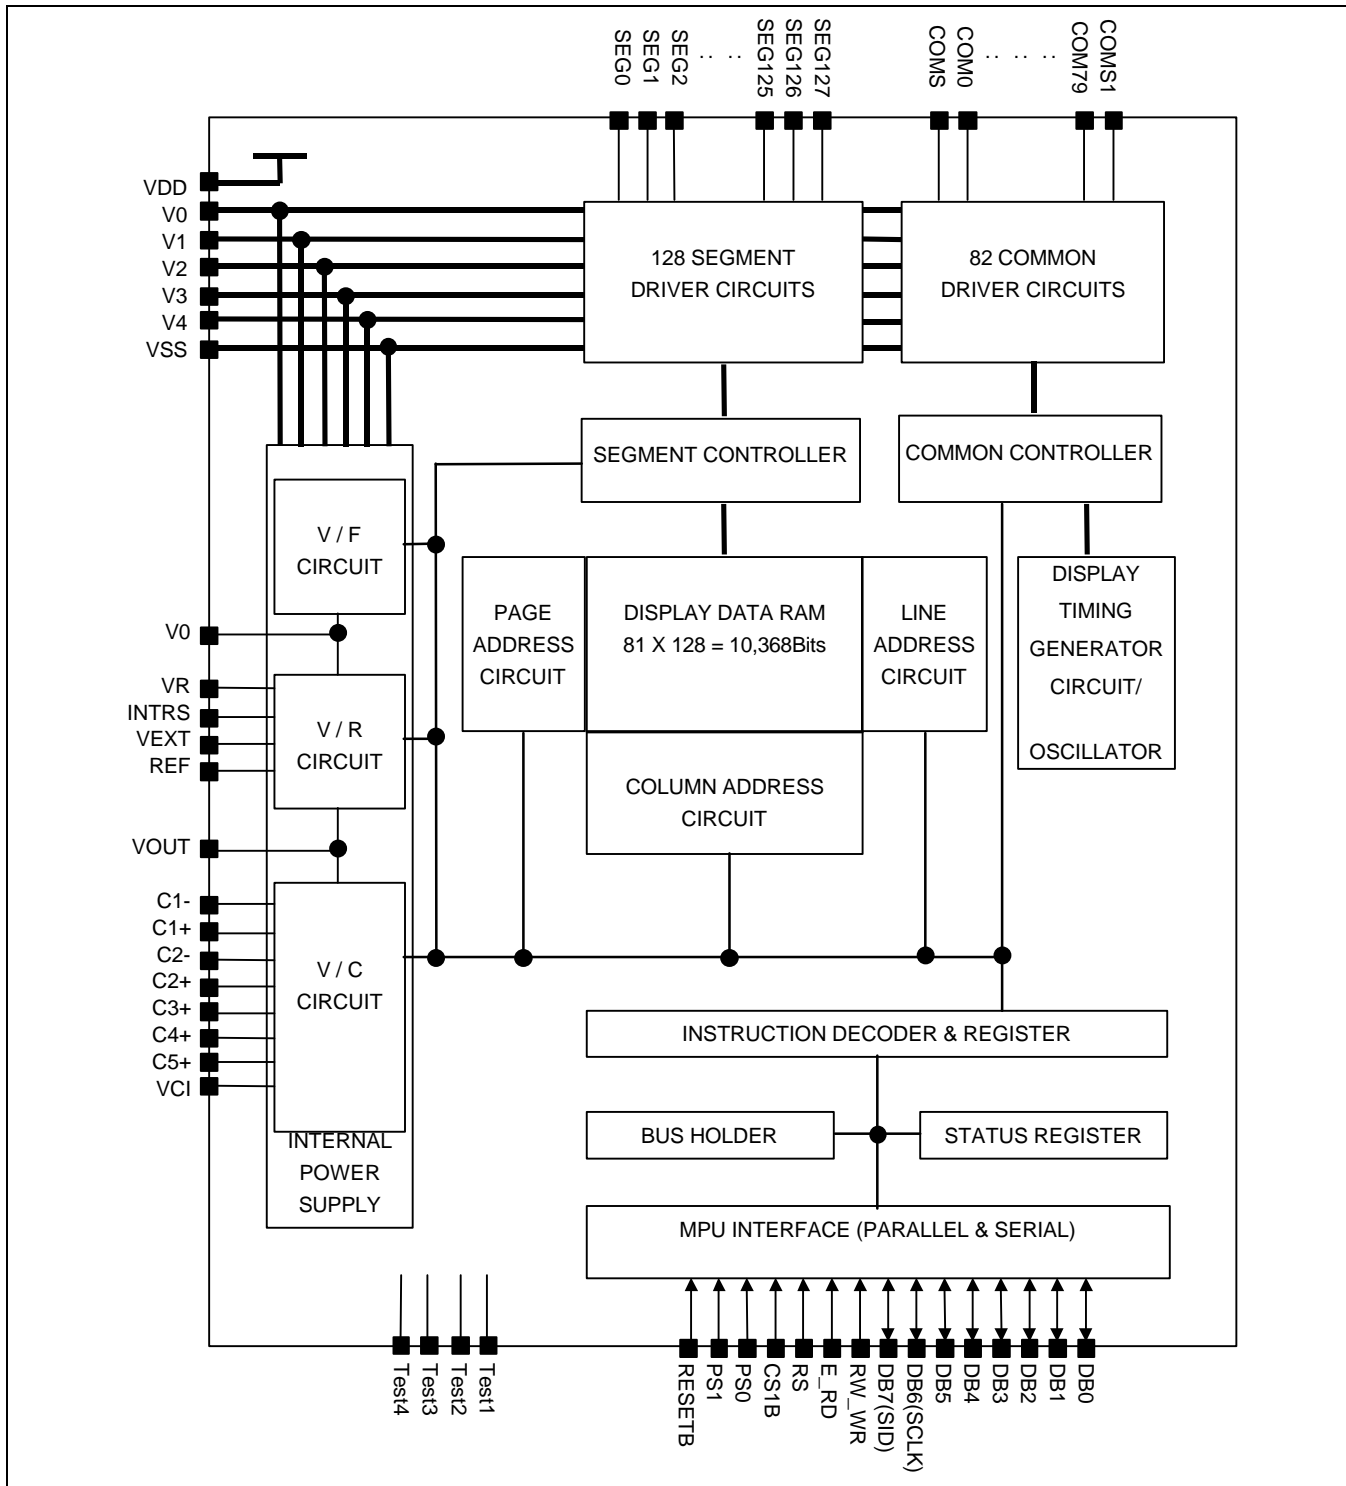 SEG0
SEG1
SEG2
.. ..
SEG125
SEG126
SEG127
COMS
COM0
.. .. ..
COM79
COMS1
VDD
V0
V1
V2
V3
V4
VSS
128 SEGMENT
DRIVER CIRCUITS
82 COMMON
DRIVER CIRCUITS
SEGMENT CONTROLLER
COMMON CONTROLLER
V / F
CIRCUIT
PAGE
ADDRESS
CIRCUIT
DISPLAY DATA RAM
81 X 128 = 10,368Bits
LINE
ADDRESS
CIRCUIT
DISPLAY
TIMING
GENERATOR
CIRCUIT/
OSCILLATOR
V0
VR
INTRS
VEXT
REF
V / R
CIRCUIT
COLUMN ADDRESS
CIRCUIT
VOUT
C1-
C1+
C2-
C2+
C3+
C4+
C5+
VCI
V / C
CIRCUIT
INSTRUCTION DECODER & REGISTER
BUS HOLDER
STATUS REGISTER
INTERNAL
POWER
SUPPLY
MPU INTERFACE (PARALLEL & SERIAL)
Test4
Test3
Test2
Test1
RESETB
PS1
PS0
CS1B
RS
E_RD
RW_WR
DB7(SID)
DB6(SCLK)
DB5
DB4
DB3
DB2
DB1
DB0